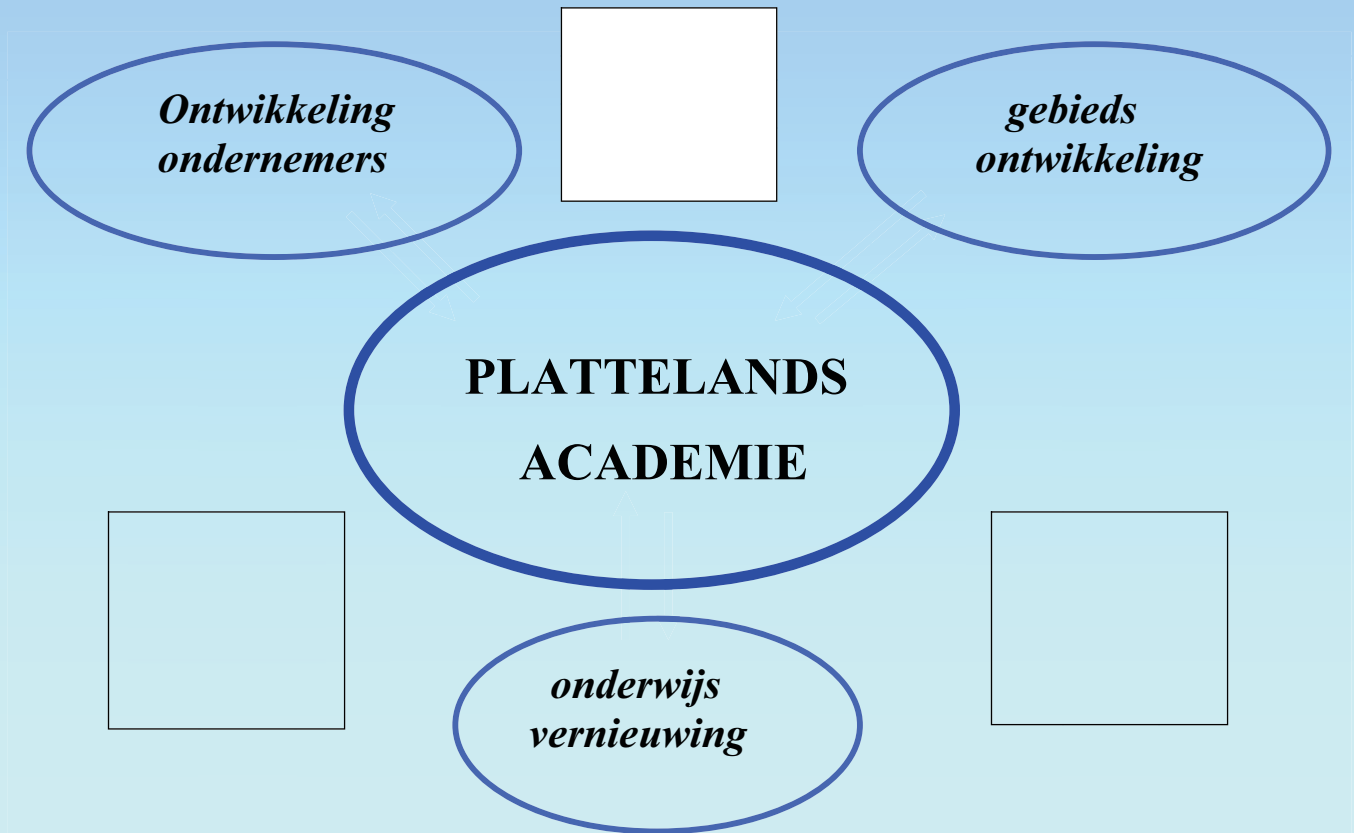 Ontwikkeling
ondernemers
gebieds
ontwikkeling
PLATTELANDS
ACADEMIE
onderwijs
vernieuwing